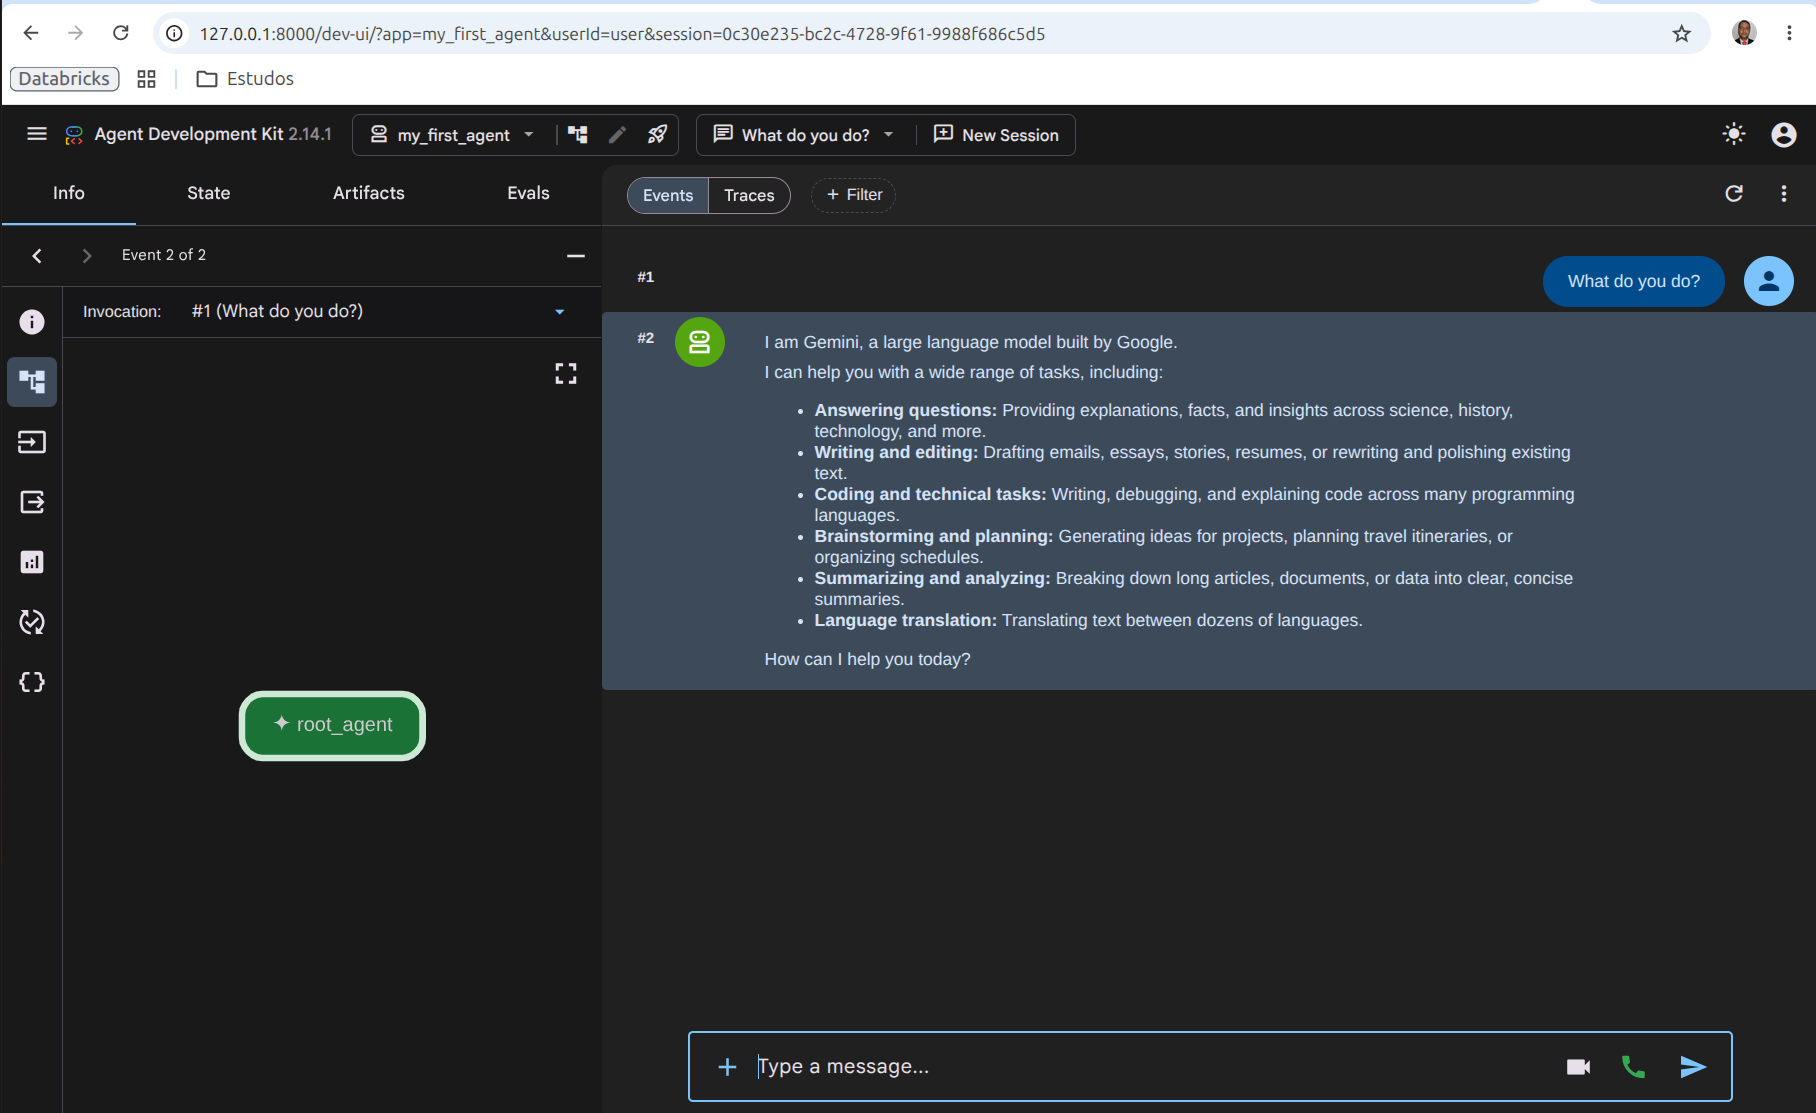 127.0.0.1:8000/dev-ui/?app=my_first_agent&userId=user&session=0c30e235-bc2c-4728-9f61-9988f686c5d5
Databricks
Estudos
Agent Development Kit 2.14.1
my_first_agent
What do you do?
New Session
Info
State
Artifacts
Evals
Events
Traces
+ Filter
Event 2 of 2
Invocation: #1 (What do you do?)
root_agent
#1
What do you do?
#2
I am Gemini, a large language model built by Google.
I can help you with a wide range of tasks, including:
• Answering questions: Providing explanations, facts, and insights across science, history,
technology, and more.
• Writing and editing: Drafting emails, essays, stories, resumes, or rewriting and polishing existing
text.
• Coding and technical tasks: Writing, debugging, and explaining code across many programming
languages.
• Brainstorming and planning: Generating ideas for projects, planning travel itineraries, or
organizing schedules.
• Summarizing and analyzing: Breaking down long articles, documents, or data into clear, concise
summaries.
• Language translation: Translating text between dozens of languages.
How can I help you today?
Type a message...